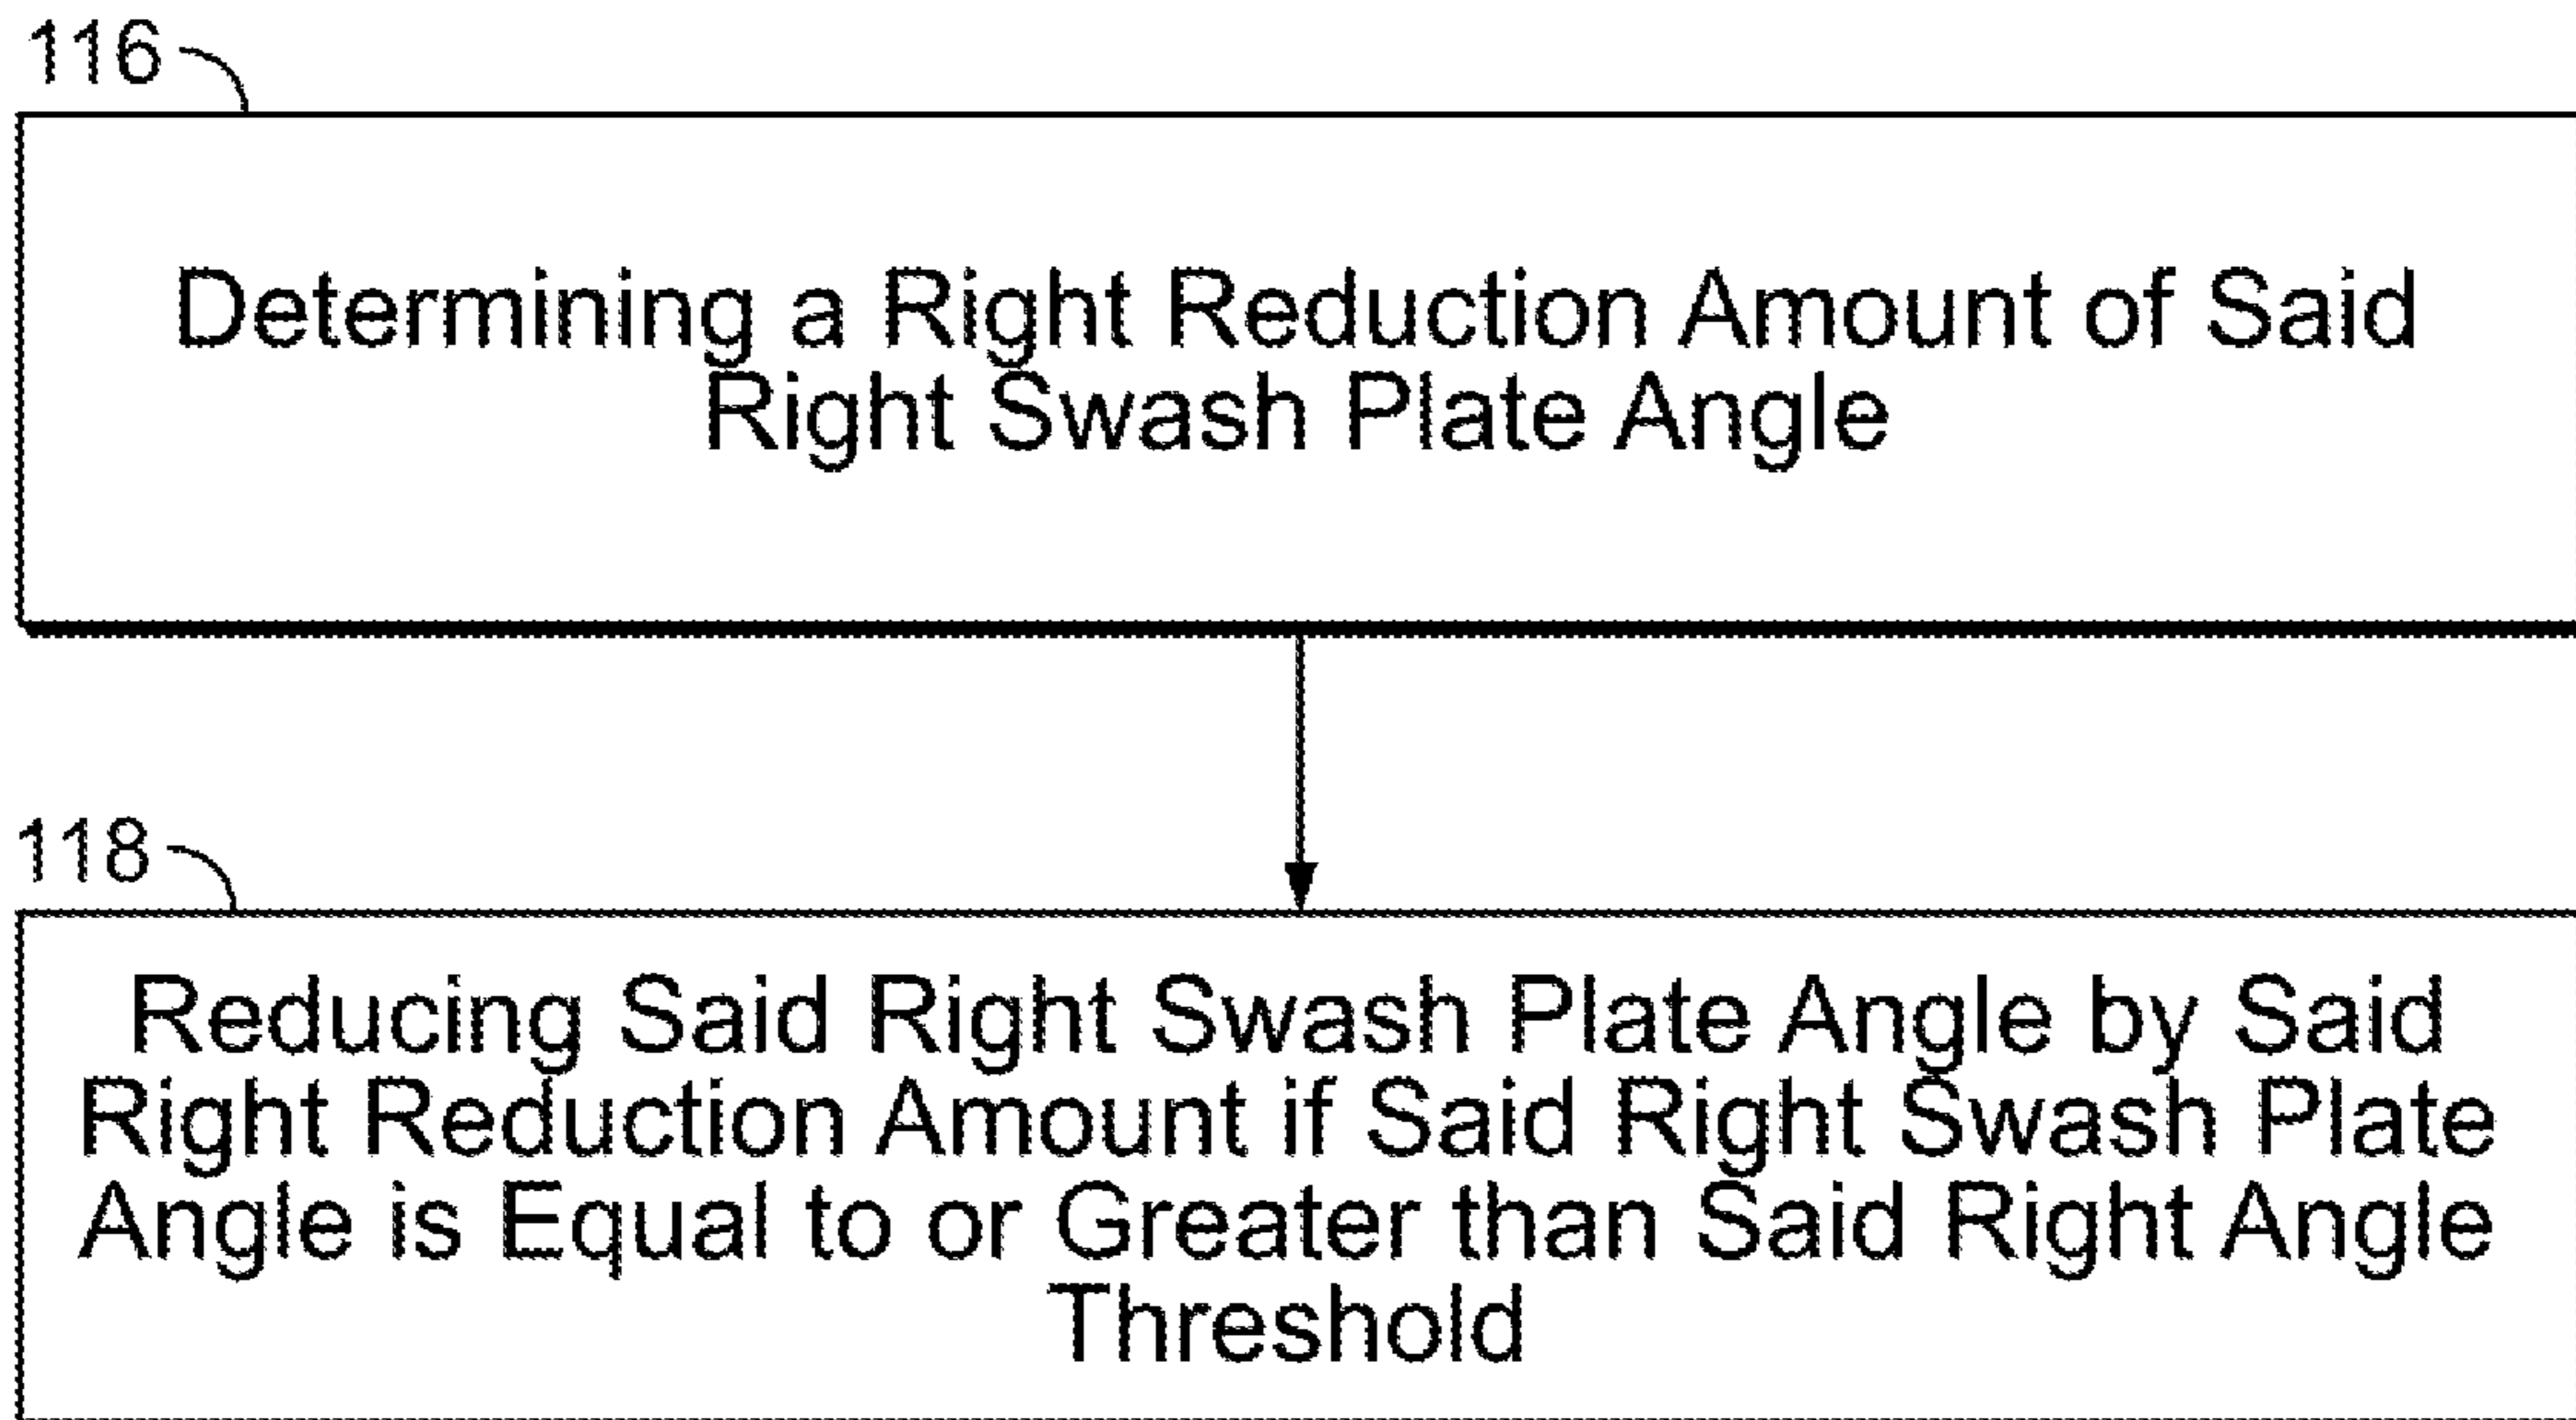 116
Determining a Right Reduction Amount of Said
Right Swash Plate Angle
118
Reducing Said Right Swash Plate Angle by Said
Right Reduction Amount if Said Right Swash Plate
Angle is Equal to or Greater than Said Right Angle
Threshold